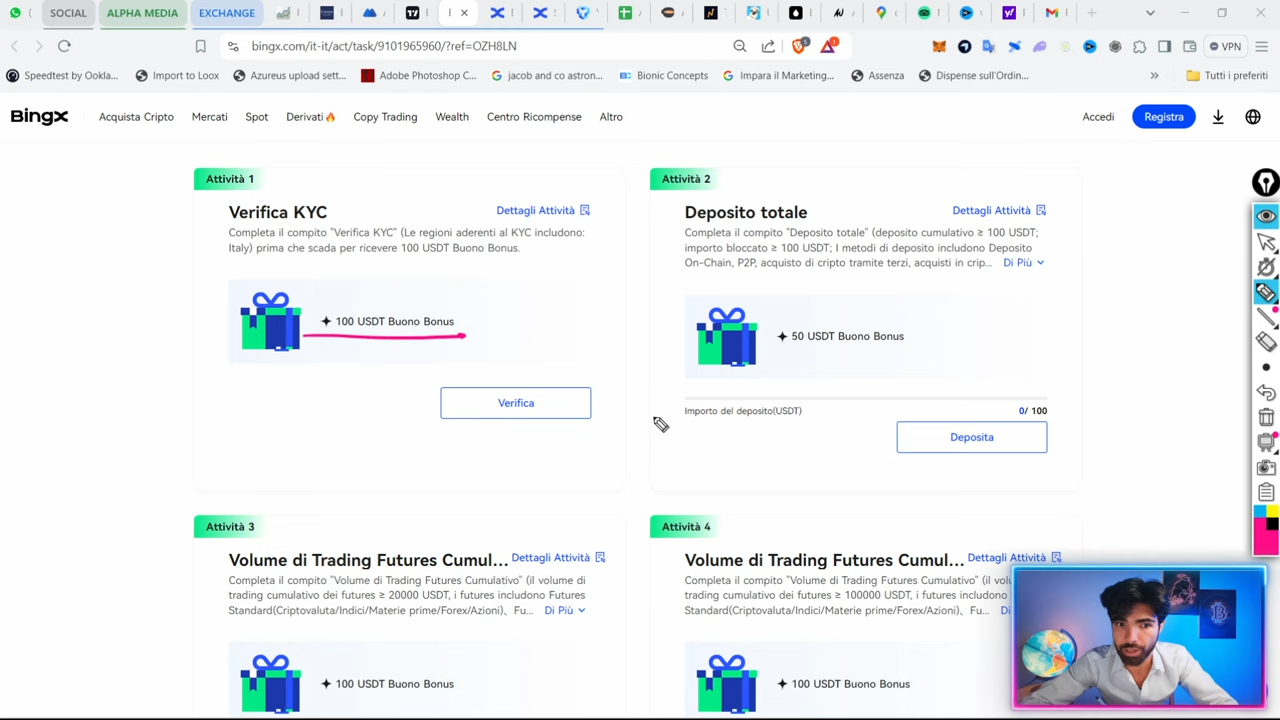 SOCIAL
ALPHA MEDIA
EXCHANGE
bingx.com/it-it/act/task/9101965960/?ref=OZH8LN
5
1
VPN
Speedtest by Ookla...
Import to Loox
Azureus upload sett...
Adobe Photoshop C...
jacob and co astron...
Bionic Concepts
Impara il Marketing...
Assenza
Dispense sull'Ordin...
Tutti i preferiti
BingX
Acquista Cripto
Mercati
Spot
Derivati
Copy Trading
Wealth
Centro Ricompense
Altro
Accedi
Registra
Attività 1
Verifica KYC
Dettagli Attività
Completa il compito "Verifica KYC" (Le regioni aderenti al KYC includono:
Italy) prima che scada per ricevere 100 USDT Buono Bonus.
100 USDT Buono Bonus
Verifica
Attività 2
Deposito totale
Dettagli Attività
Completa il compito "Deposito totale" (deposito cumulativo ≥ 100 USDT;
importo bloccato ≥ 100 USDT; I metodi di deposito includono Deposito
On-Chain, P2P, acquisto di cripto tramite terzi, acquisti in crip... Di Più
50 USDT Buono Bonus
Importo del deposito(USDT)
0/ 100
Deposita
Attività 3
Volume di Trading Futures Cumul...
Dettagli Attività
Completa il compito "Volume di Trading Futures Cumulativo" (il volume di
trading cumulativo dei futures ≥ 20000 USDT, i futures includono Futures
Standard(Criptovaluta/Indici/Materie prime/Forex/Azioni)、Fu... Di Più
100 USDT Buono Bonus
Attività 4
Volume di Trading Futures Cumul...
Dettagli Attività
Completa il compito "Volume di Trading Futures Cumulativo" (il vol
trading cumulativo dei futures ≥ 100000 USDT, i futures includono
Standard(Criptovaluta/Indici/Materie prime/Forex/Azioni)、Fu...
100 USDT Buono Bonus